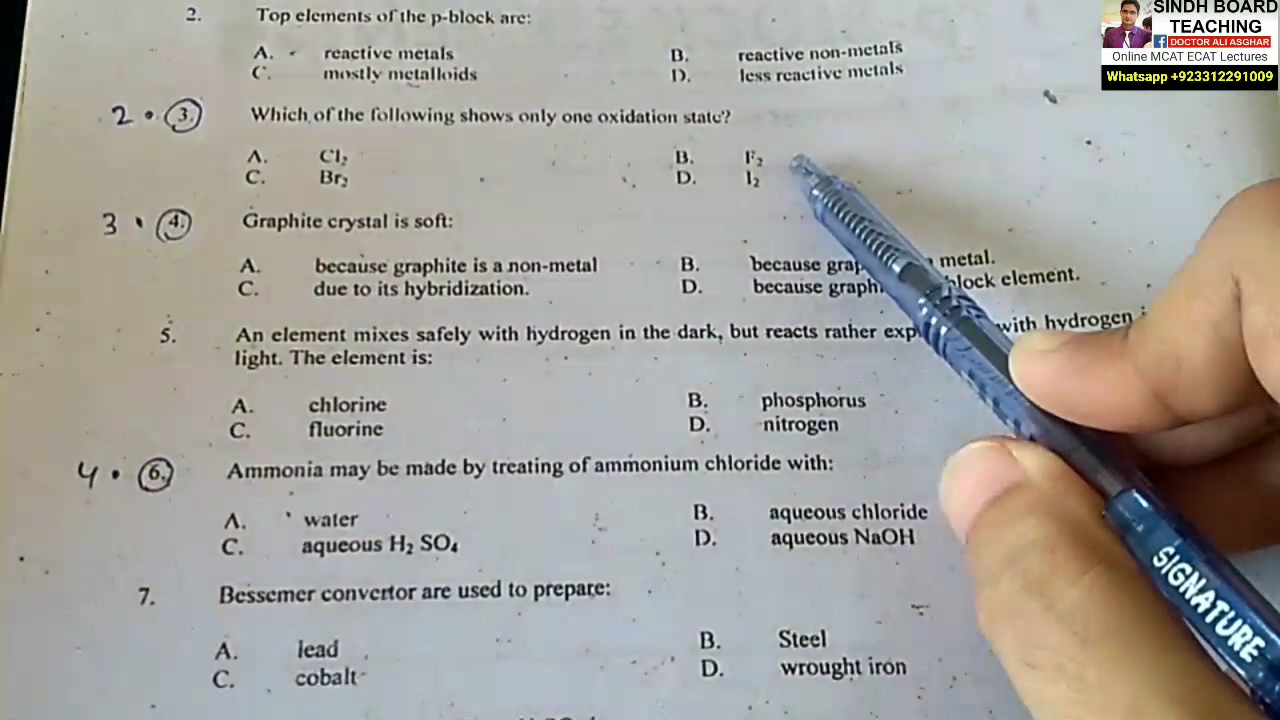 SINDH BOARD
TEACHING
DOCTOR ALI ASGHAR
Online MCAT ECAT Lectures
Whatsapp +923312291009
2. Top elements of the p-block are:
A. reactive metals B. reactive non-metals
C. mostly metalloids D. less reactive metals
2 • 3. Which of the following shows only one oxidation state?
A. Cl₂ B. F₂
C. Br₂ D. I₂
3 • 4. Graphite crystal is soft:
A. because graphite is a non-metal B. because metal.
C. due to its hybridization. D. because element.
5. An element mixes safely with hydrogen in the dark, but reacts rather with hydrogen
light. The element is:
A. chlorine B. phosphorus
C. fluorine D. nitrogen
4 • 6. Ammonia may be made by treating of ammonium chloride with:
A. water B. aqueous chloride
C. aqueous H₂ SO₄ D. aqueous NaOH
7. Bessemer convertor are used to prepare:
A. lead B. Steel
C. cobalt D. wrought iron
SIGNATURE